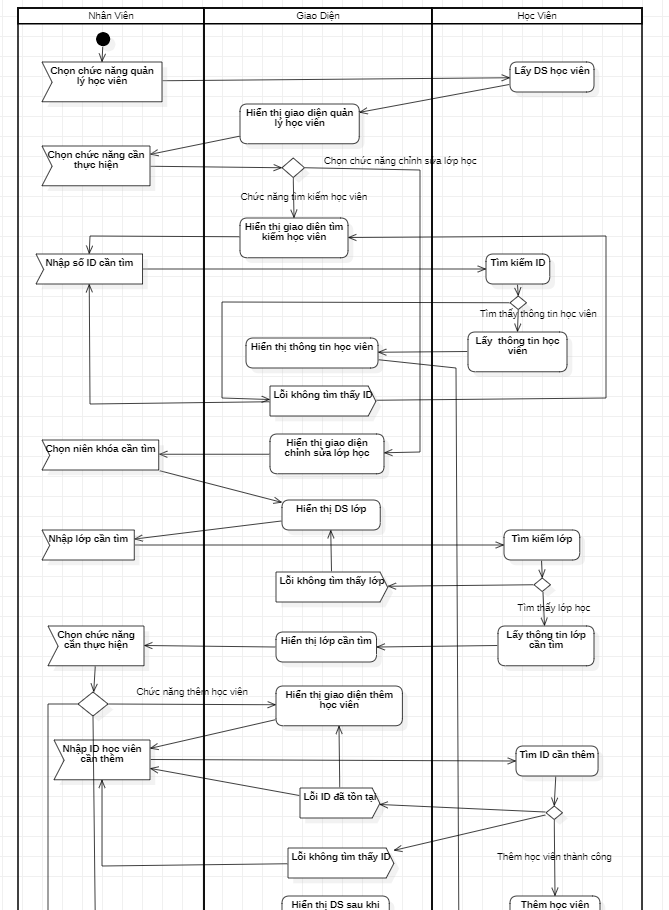 Nhân Viên
Giao Diện
Học Viên
Chọn chức năng quản
lý học viên
Lấy DS học viên
Hiển thị giao diện quản
lý học viên
Chọn chức năng cần
thực hiện
Chọn chức năng chỉnh sửa lớp học
Chức năng tìm kiếm học viên
Hiển thị giao diện tìm
kiếm học viên
Nhập số ID cần tìm
Tìm kiếm ID
Tìm thấy thông tin học viên
Lấy thông tin học
viên
Hiển thị thông tin học viên
Lỗi không tìm thấy ID
Chọn niên khóa cần tìm
Hiển thị giao diện
chỉnh sửa lớp học
Hiển thị DS lớp
Nhập lớp cần tìm
Tìm kiếm lớp
Lỗi không tìm thấy lớp
Tìm thấy lớp học
Chọn chức năng
cần thực hiện
Hiển thị lớp cần tìm
Lấy thông tin lớp
cần tìm
Chức năng thêm học viên
Hiển thị giao diện thêm
học viên
Nhập ID học viên
cần thêm
Tìm ID cần thêm
Lỗi ID đã tồn tại
Lỗi không tìm thấy ID
Thêm học viên thành công
Hiển thị DS sau khi
Thêm học viên